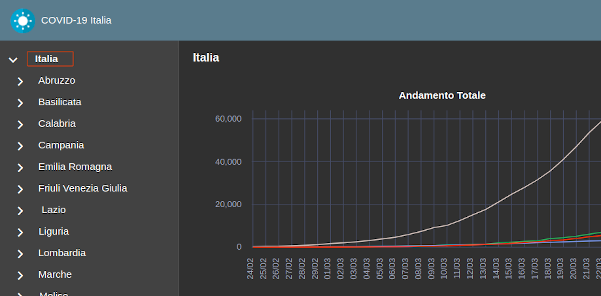 COVID-19 Italia
Italia
Abruzzo
Basilicata
Calabria
Campania
Emilia Romagna
Friuli Venezia Giulia
Lazio
Liguria
Lombardia
Marche
Molise
Italia
Andamento Totale
60,000
40,000
20,000
0
24/02
25/02
26/02
27/02
28/02
29/02
01/03
02/03
03/03
04/03
05/03
06/03
07/03
08/03
09/03
10/03
11/03
12/03
13/03
14/03
15/03
16/03
17/03
18/03
19/03
20/03
21/03
22/03